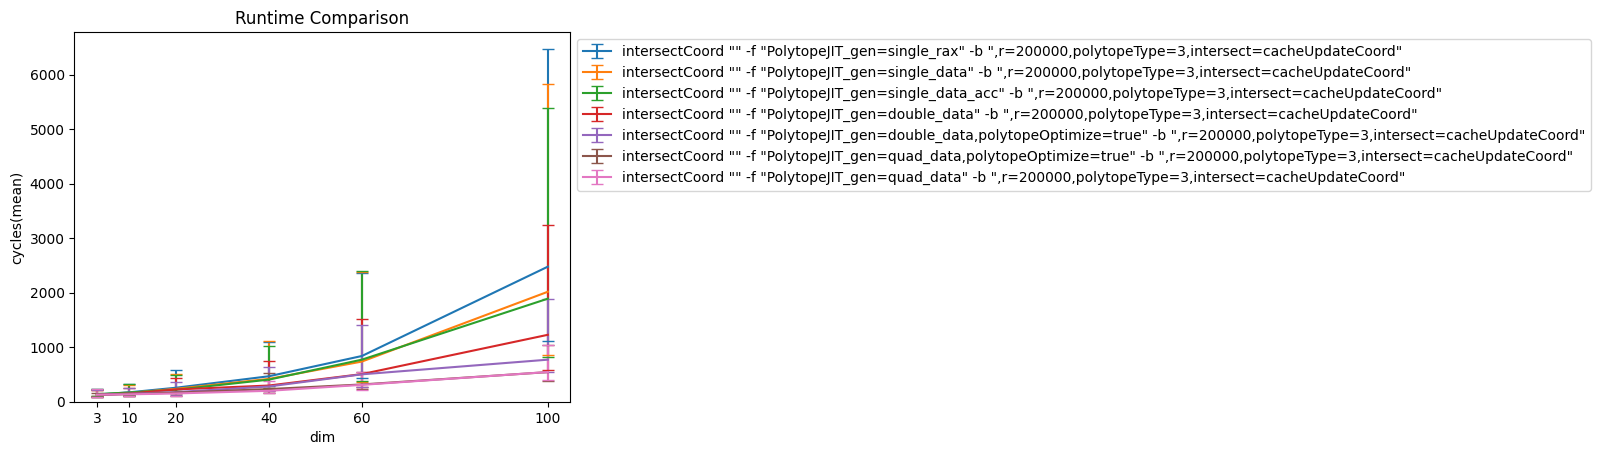 Runtime Comparison
cycles(mean)
6000
5000
4000
3000
2000
1000
0
3 10 20 40 60 100
dim
intersectCoord "" -f "PolytopeJIT_gen=single_rax" -b ",r=200000,polytopeType=3,intersect=cacheUpdateCoord"
intersectCoord "" -f "PolytopeJIT_gen=single_data" -b ",r=200000,polytopeType=3,intersect=cacheUpdateCoord"
intersectCoord "" -f "PolytopeJIT_gen=single_data_acc" -b ",r=200000,polytopeType=3,intersect=cacheUpdateCoord"
intersectCoord "" -f "PolytopeJIT_gen=double_data" -b ",r=200000,polytopeType=3,intersect=cacheUpdateCoord"
intersectCoord "" -f "PolytopeJIT_gen=double_data,polytopeOptimize=true" -b ",r=200000,polytopeType=3,intersect=cacheUpdateCoord"
intersectCoord "" -f "PolytopeJIT_gen=quad_data,polytopeOptimize=true" -b ",r=200000,polytopeType=3,intersect=cacheUpdateCoord"
intersectCoord "" -f "PolytopeJIT_gen=quad_data" -b ",r=200000,polytopeType=3,intersect=cacheUpdateCoord"